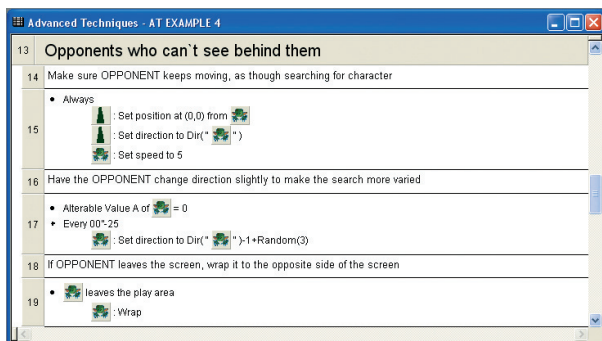 Advanced Techniques - AT EXAMPLE 4
13 Opponents who can`t see behind them
14 Make sure OPPONENT keeps moving, as though searching for character
15
• Always
: Set position at (0,0) from
: Set direction to Dir( " " )
: Set speed to 5
16 Have the OPPONENT change direction slightly to make the search more varied
17
• Alterable Value A of = 0
+ Every 00"-25
: Set direction to Dir( " " )-1+Random(3)
18 If OPPONENT leaves the screen, wrap it to the opposite side of the screen
19
• leaves the play area
: Wrap